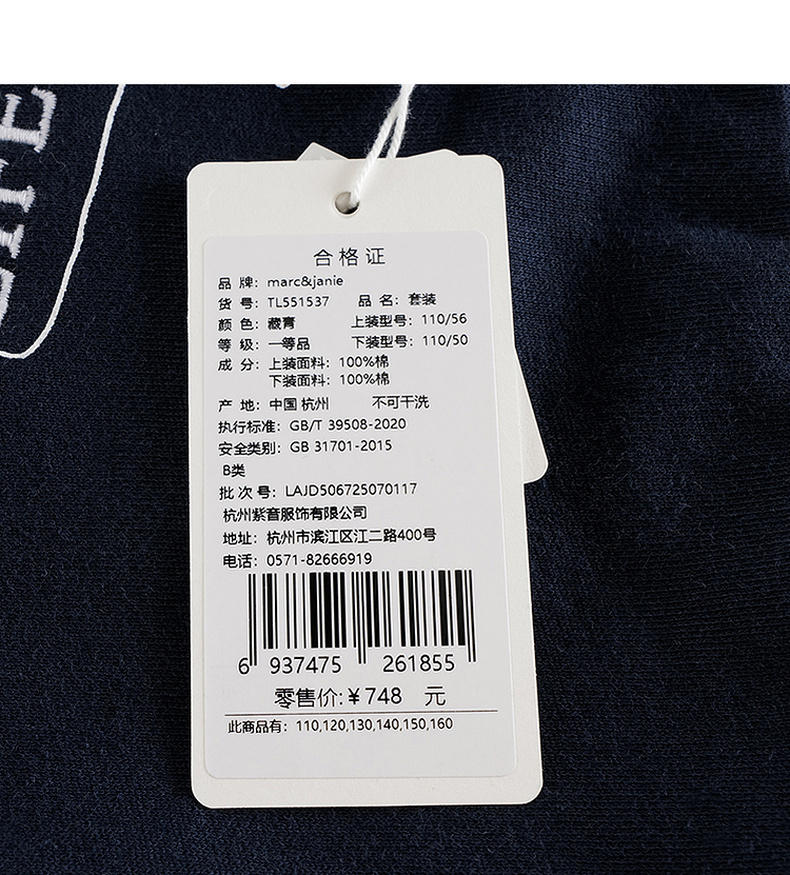 合格证
品 牌: marc&janie
货 号: TL551537 品 名: 套装
颜 色: 藏青 上装型号: 110/56
等 级: 一等品 下装型号: 110/50
成 分: 上装面料: 100%棉
下装面料: 100%棉
产 地: 中国 杭州 不可干洗
执行标准: GB/T 39508-2020
安全类别: GB 31701-2015
B类
批 次 号: LAJD506725070117
杭州紫音服饰有限公司
地址: 杭州市滨江区江二路400号
电话: 0571-82666919
6 937475 261855
零售价:¥748 元
此商品有: 110,120,130,140,150,160